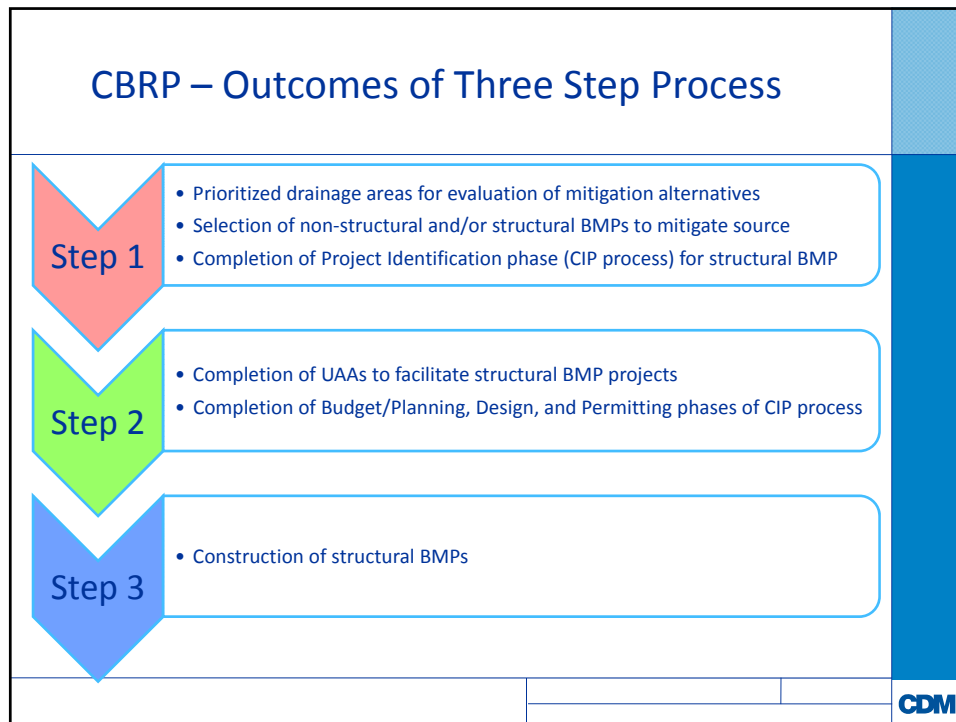 CBRP – Outcomes of Three Step Process
Step 1
• Prioritized drainage areas for evaluation of mitigation alternatives
• Selection of non-structural and/or structural BMPs to mitigate source
• Completion of Project Identification phase (CIP process) for structural BMP
Step 2
• Completion of UAAs to facilitate structural BMP projects
• Completion of Budget/Planning, Design, and Permitting phases of CIP process
Step 3
• Construction of structural BMPs
CDM